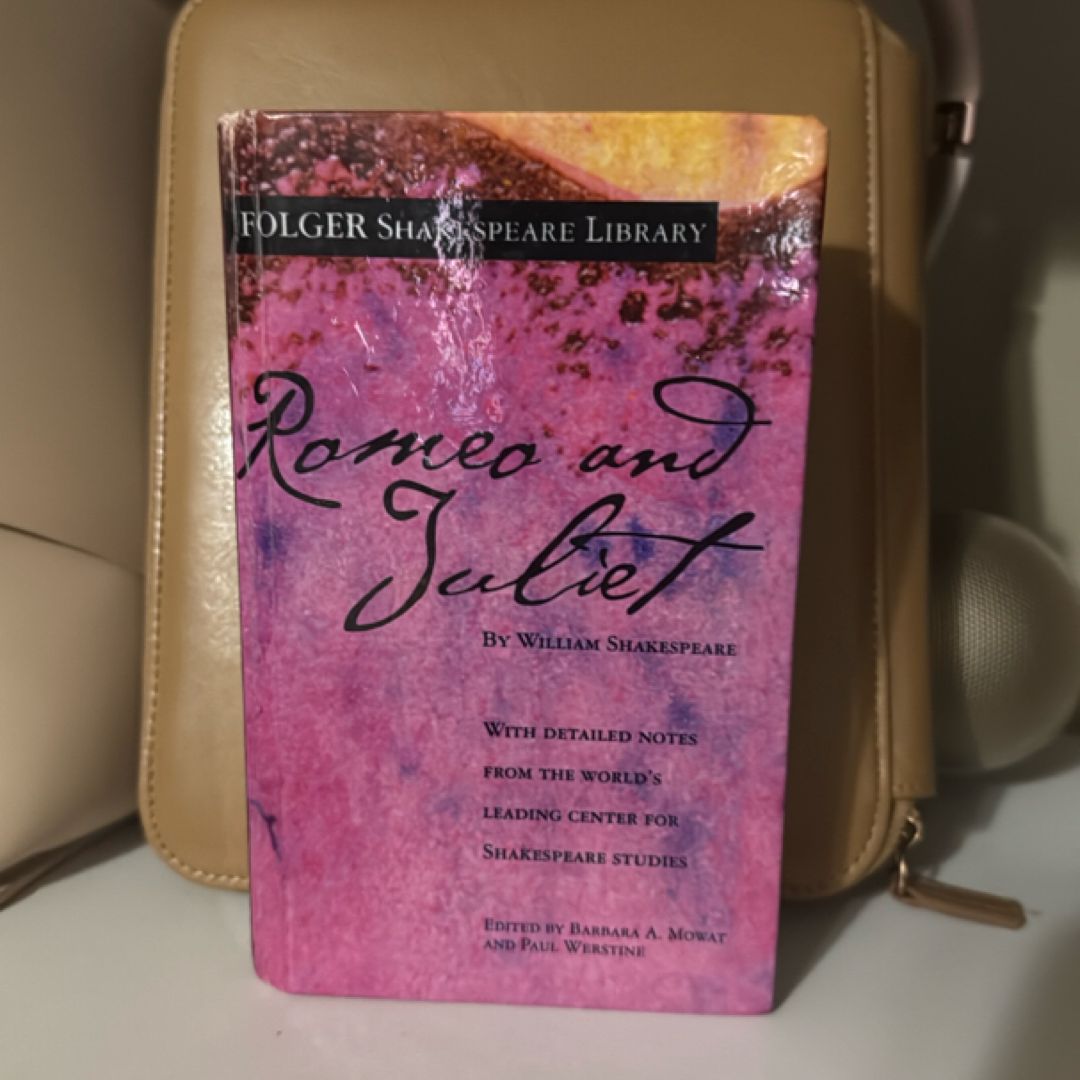 FOLGER SHAKESPEARE LIBRARY
Romeo and
Juliet
BY WILLIAM SHAKESPEARE
WITH DETAILED NOTES
FROM THE WORLD'S
LEADING CENTER FOR
SHAKESPEARE STUDIES
EDITED BY BARBARA A. MOWAT
AND PAUL WERSTINE